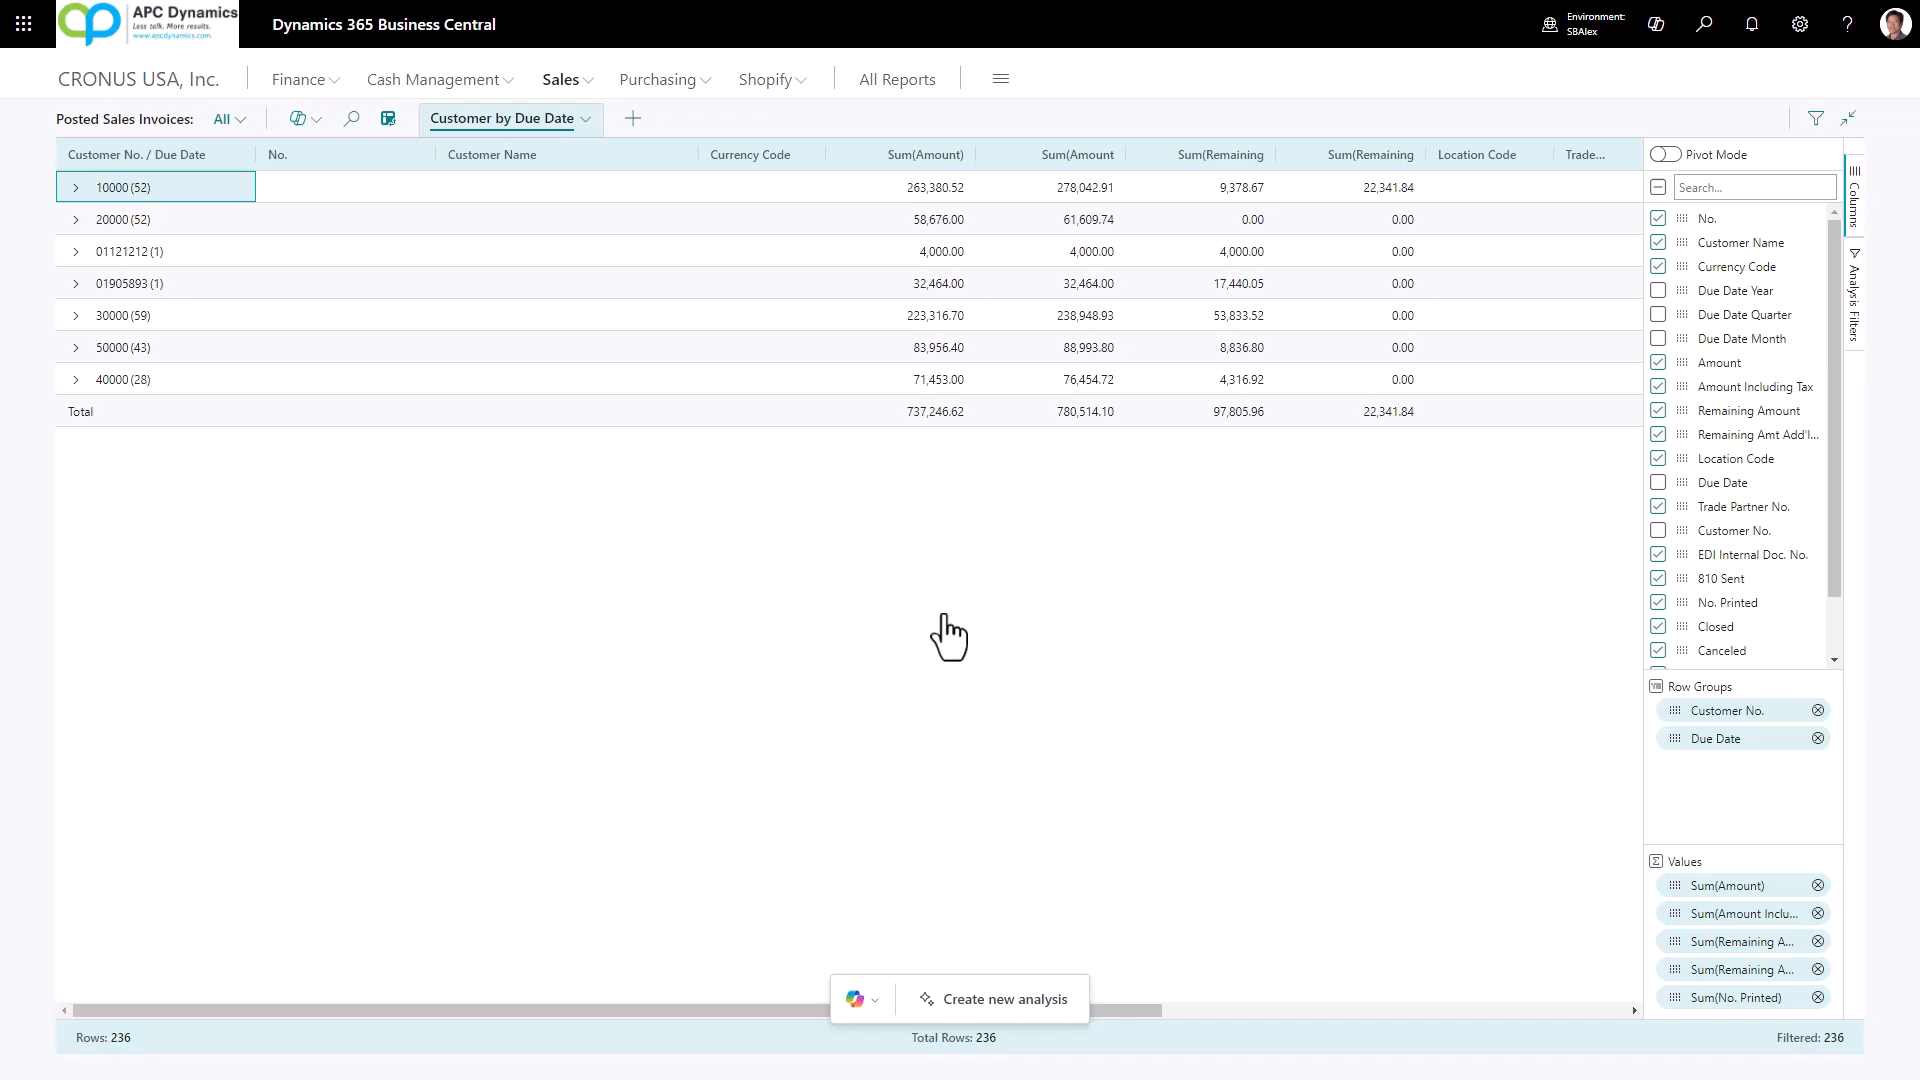 APC Dynamics
Less talk. More results.
www.apcdynamics.com
Dynamics 365 Business Central
Environment:
SBAlex
CRONUS USA, Inc.
Finance
Cash Management
Sales
Purchasing
Shopify
All Reports
Posted Sales Invoices:
All
Customer by Due Date
Customer No. / Due Date No. Customer Name Currency Code Sum(Amount) Sum(Amount Sum(Remaining Sum(Remaining Location Code Trade...
10000 (52) 263,380.52 278,042.91 9,378.67 22,341.84
20000 (52) 58,676.00 61,609.74 0.00 0.00
01121212 (1) 4,000.00 4,000.00 4,000.00 0.00
01905893 (1) 32,464.00 32,464.00 17,440.05 0.00
30000 (59) 223,316.70 238,948.93 53,833.52 0.00
50000 (43) 83,956.40 88,993.80 8,836.80 0.00
40000 (28) 71,453.00 76,454.72 4,316.92 0.00
Total 737,246.62 780,514.10 97,805.96 22,341.84
Pivot Mode
Search...
No.
Customer Name
Currency Code
Due Date Year
Due Date Quarter
Due Date Month
Amount
Amount Including Tax
Remaining Amount
Remaining Amt Add'l...
Location Code
Due Date
Trade Partner No.
Customer No.
EDI Internal Doc. No.
810 Sent
No. Printed
Closed
Canceled
Row Groups
Customer No.
Due Date
Values
Sum(Amount)
Sum(Amount Inclu...
Sum(Remaining A...
Sum(Remaining A...
Sum(No. Printed)
Columns
Analysis Filters
Create new analysis
Rows: 236
Total Rows: 236
Filtered: 236